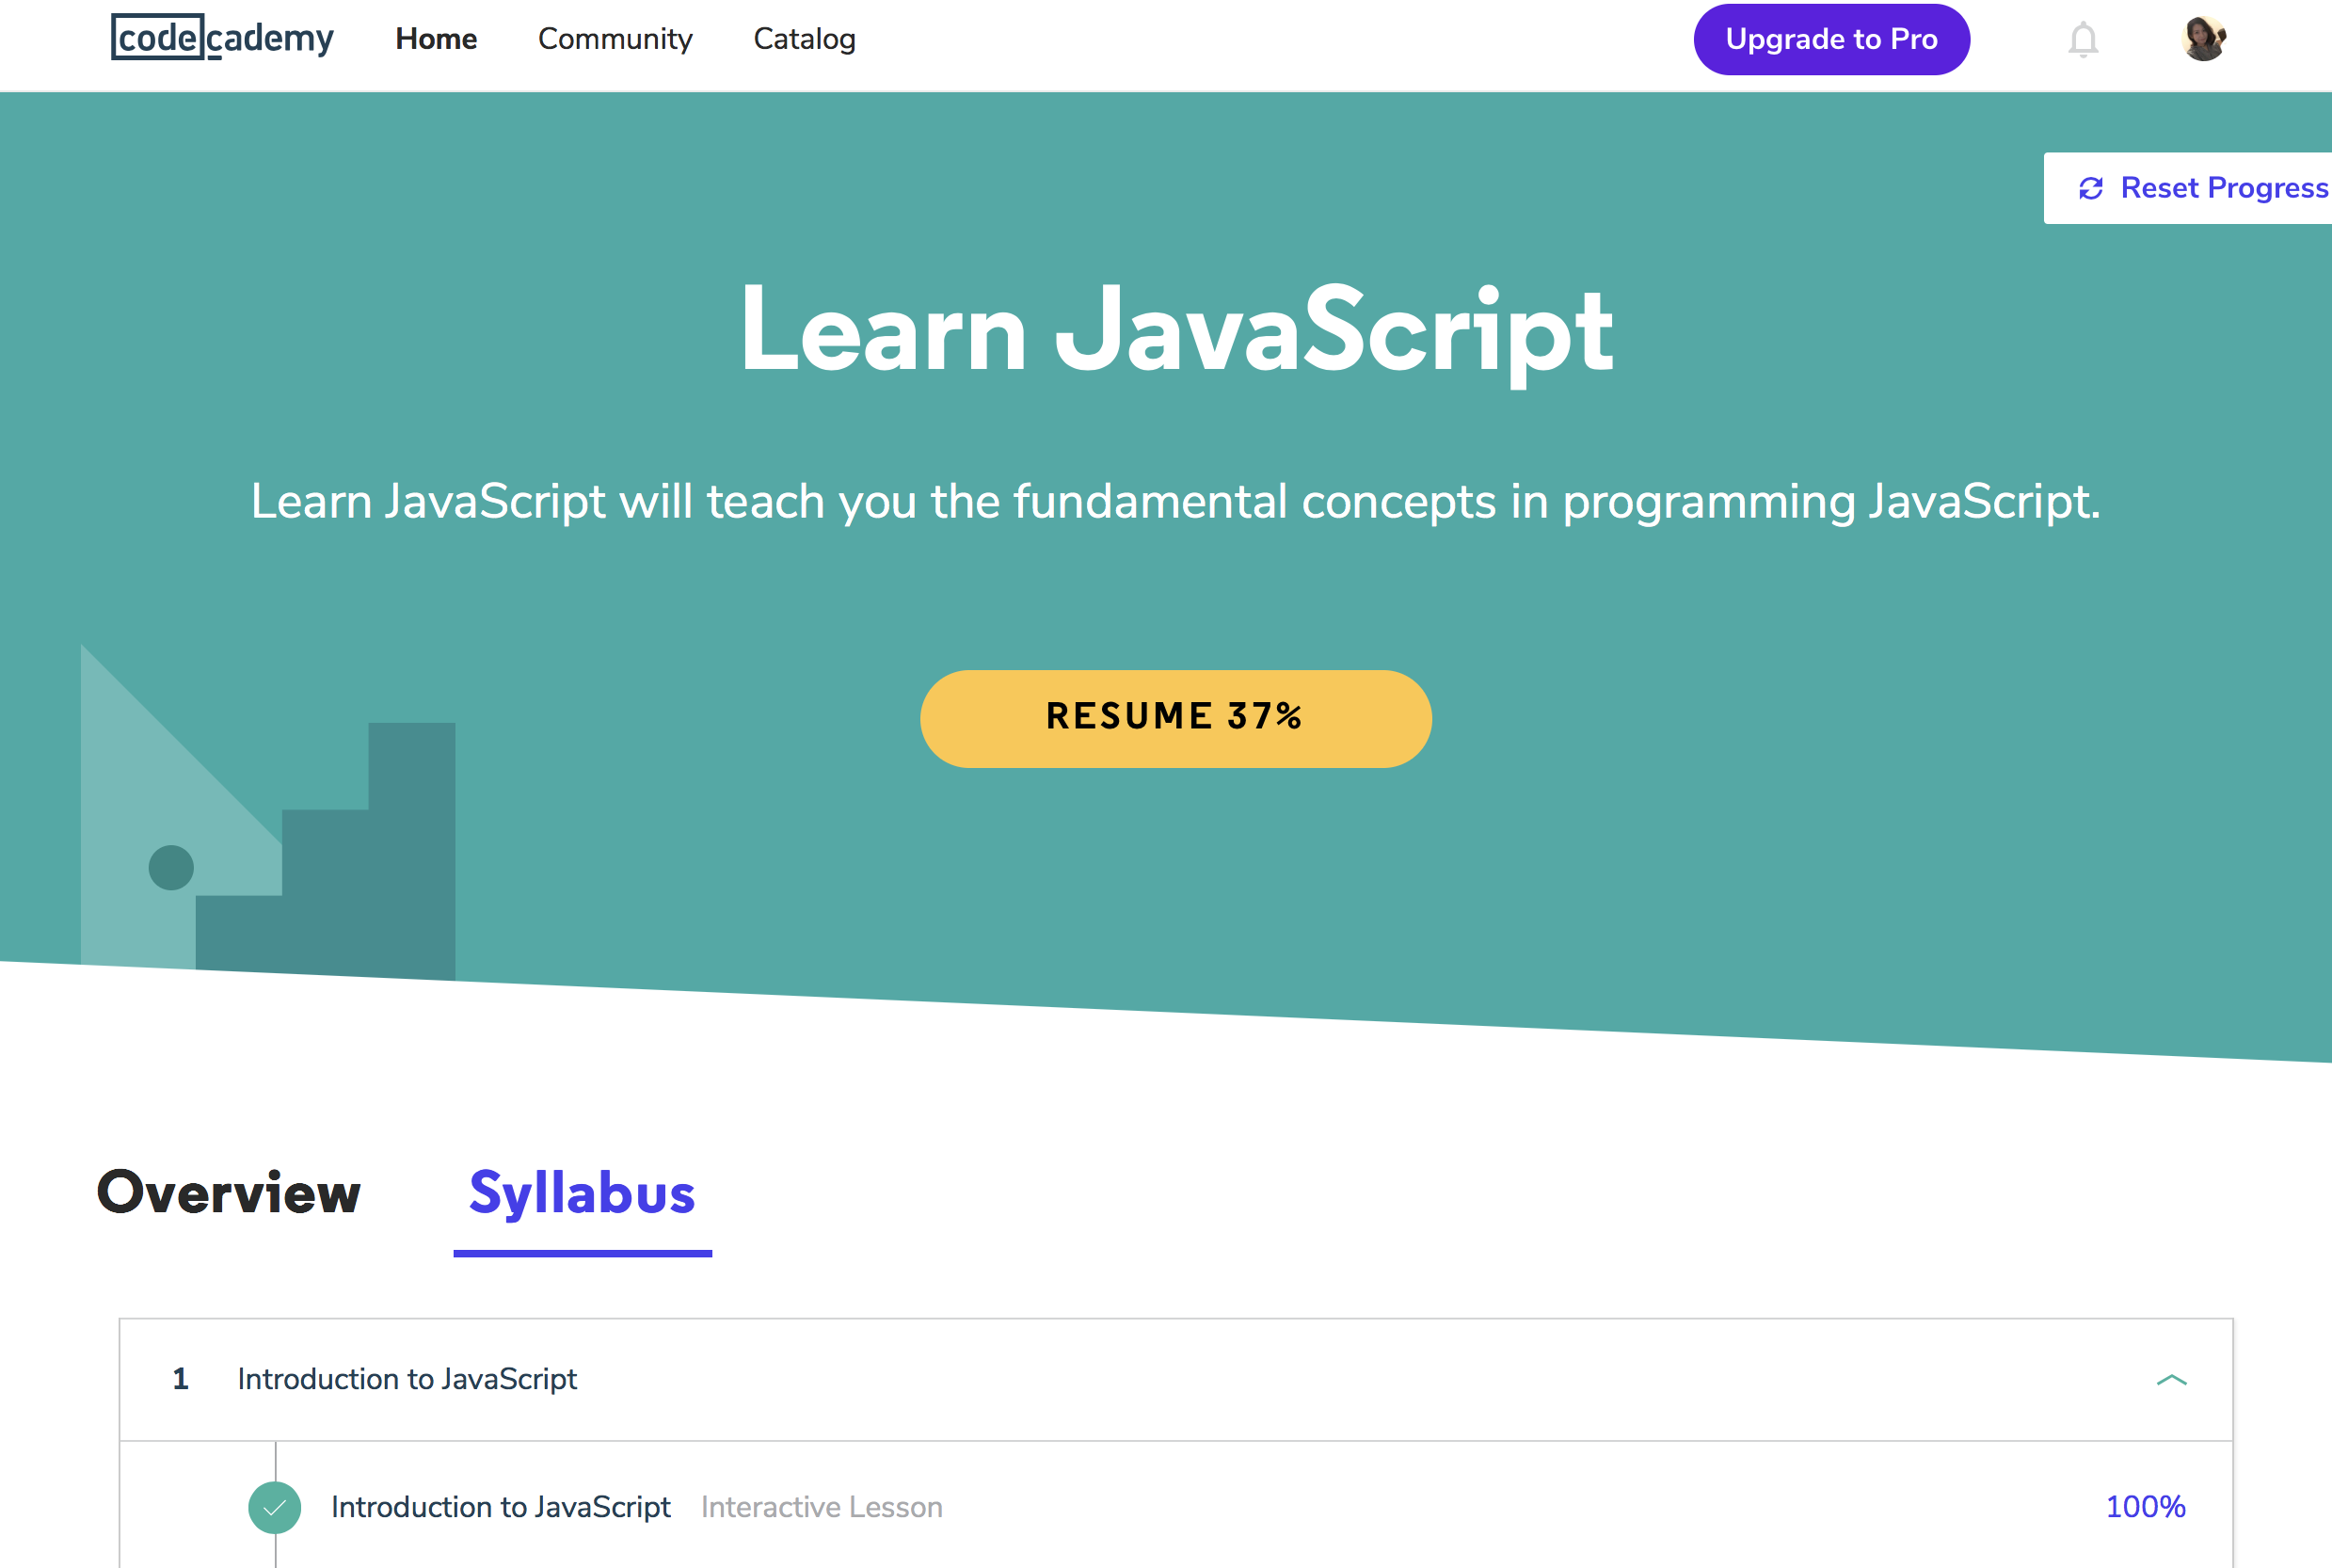 codecademy
Home
Community
Catalog
Upgrade to Pro
Reset Progress
Learn JavaScript
Learn JavaScript will teach you the fundamental concepts in programming JavaScript.
RESUME 37%
Overview
Syllabus
1 Introduction to JavaScript
Introduction to JavaScript Interactive Lesson 100%